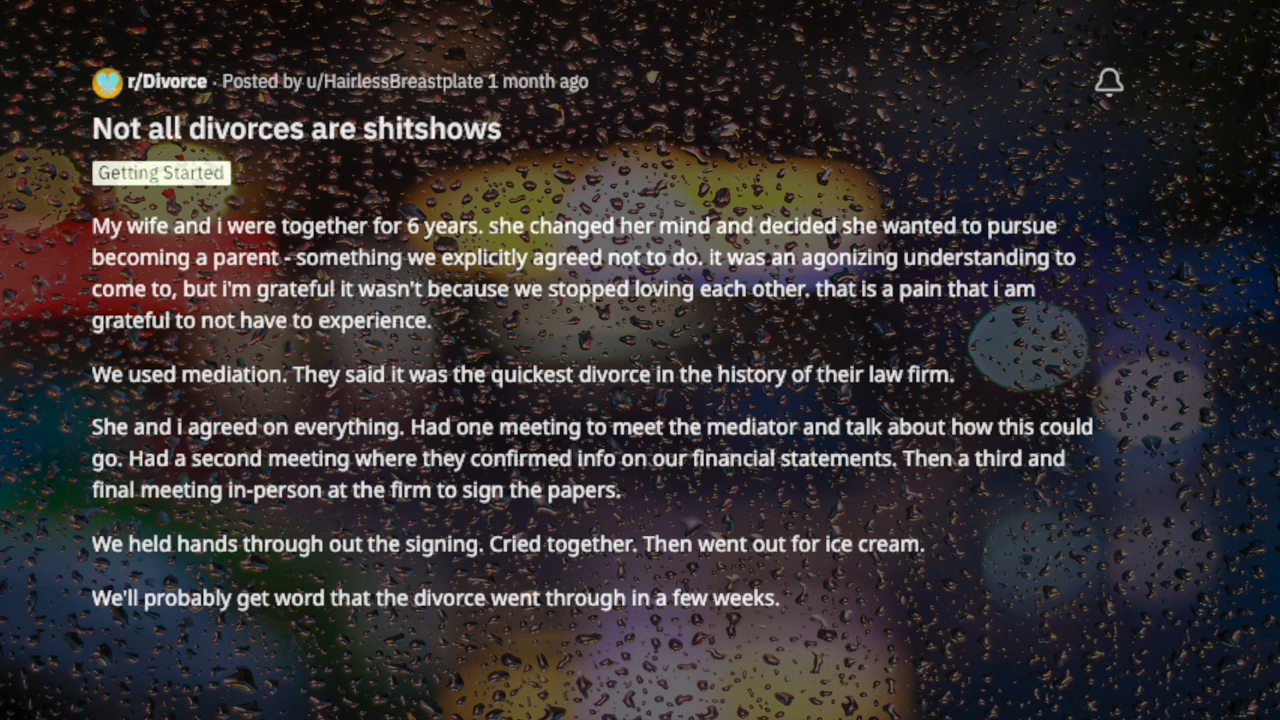 r/Divorce · Posted by u/HairlessBreastplate 1 month ago
Not all divorces are shitshows
Getting Started
My wife and i were together for 6 years. she changed her mind and decided she wanted to pursue
becoming a parent - something we explicitly agreed not to do. it was an agonizing understanding to
come to, but i'm grateful it wasn't because we stopped loving each other. that is a pain that i am
grateful to not have to experience.
We used mediation. They said it was the quickest divorce in the history of their law firm.
She and i agreed on everything. Had one meeting to meet the mediator and talk about how this could
go. Had a second meeting where they confirmed info on our financial statements. Then a third and
final meeting in-person at the firm to sign the papers.
We held hands through out the signing. Cried together. Then went out for ice cream.
We'll probably get word that the divorce went through in a few weeks.